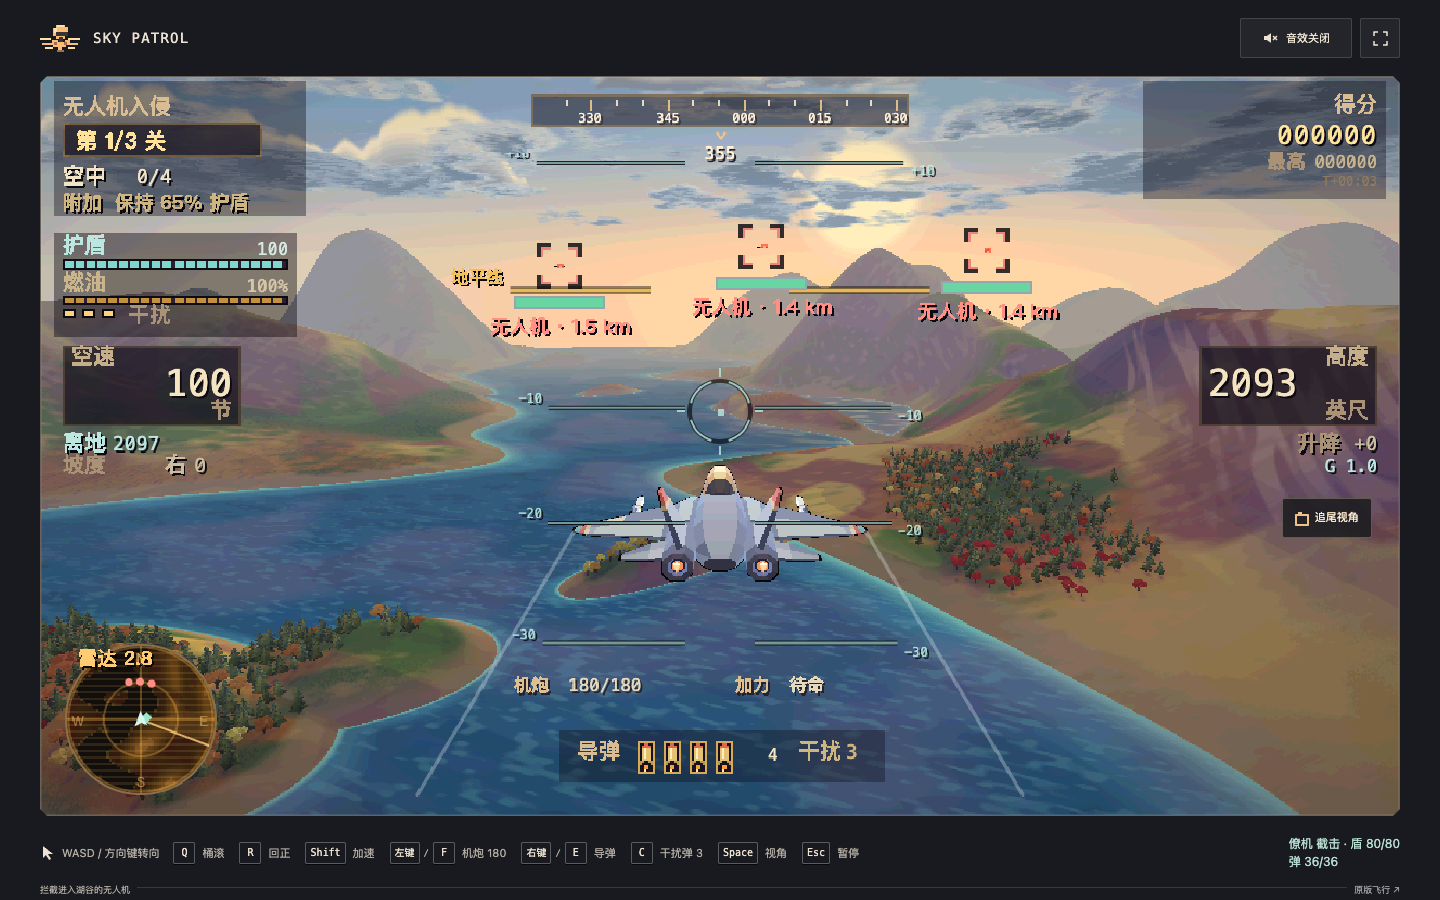 SKY PATROL
音效关闭
无人机入侵
第 1/3 关
空中 0/4
附加 保持 65% 护盾
护盾 100
燃油 100%
干扰
空速
100
节
离地 2097
坡度 右 0
330 345 000 015 030
355
+10 +10
地平线
无人机 · 1.5 km
无人机 · 1.4 km
无人机 · 1.4 km
-10 -10
-20 -20
-30 -30
得分
000000
最高 000000
T+00:03
高度
2093
英尺
升降 +0
G 1.0
追尾视角
雷达 2.8
W E
S
机炮 180/180 加力 待命
导弹 4 干扰 3
WASD / 方向键转向 Q 桶滚 R 回正 Shift 加速 左键 / F 机炮 180 右键 / E 导弹 C 干扰弹 3 Space 视角 Esc 暂停
僚机 截击 · 盾 80/80
弹 36/36
拦截进入湖谷的无人机
原版飞行 ↗